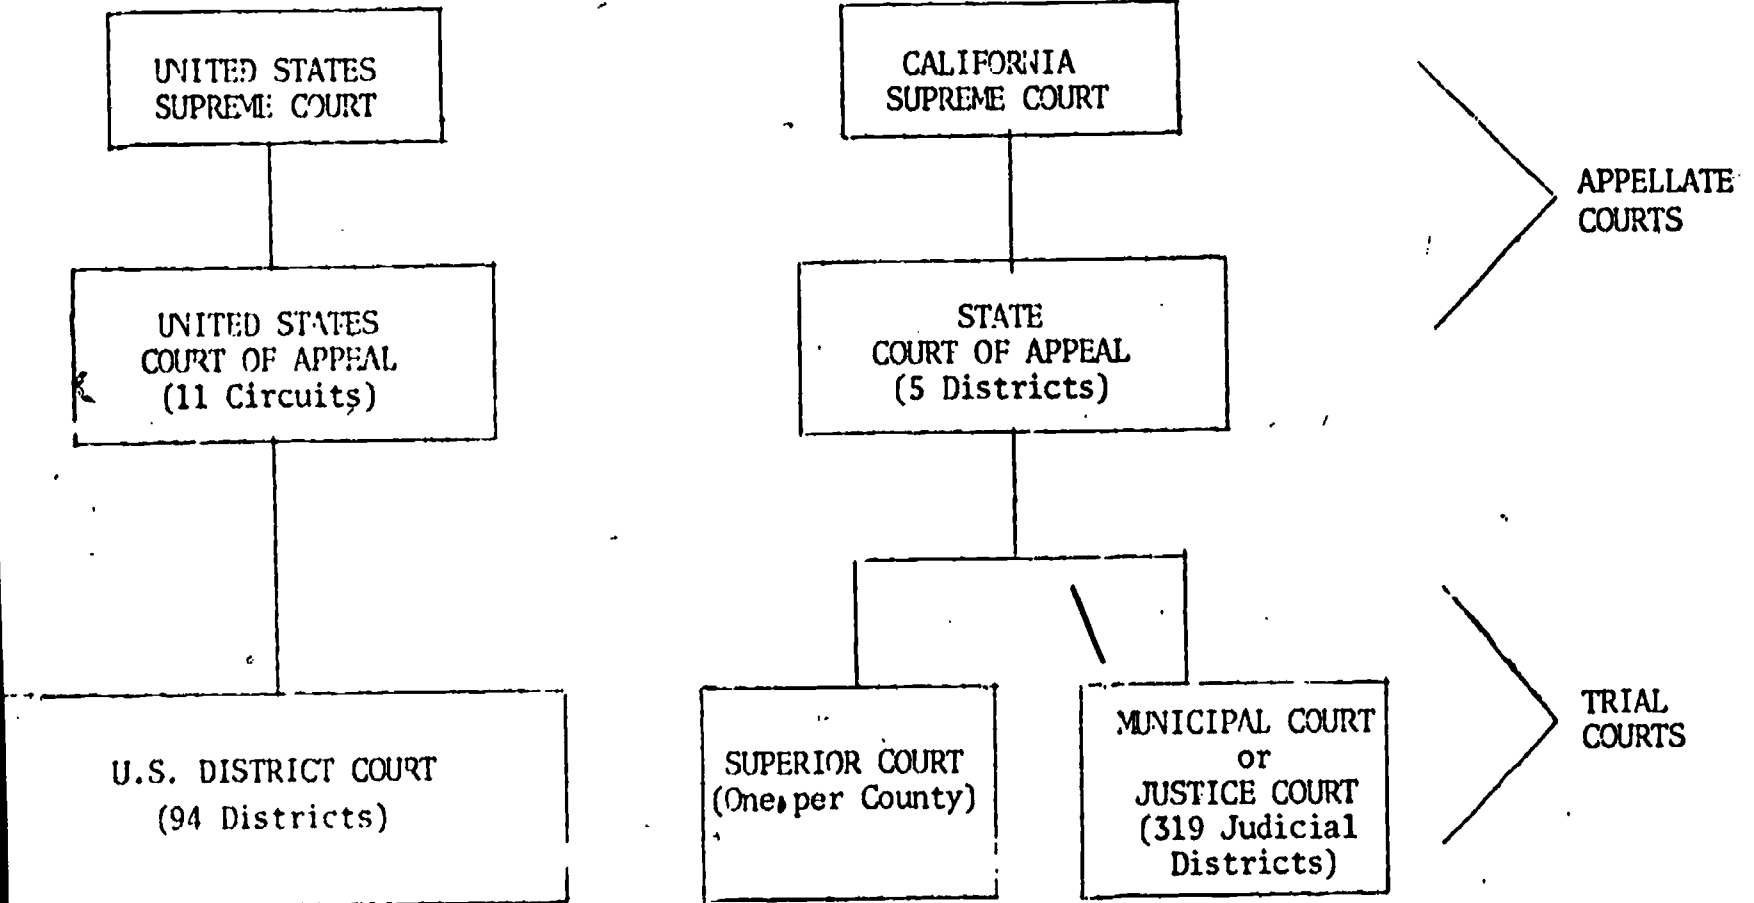 UNITED STATES
SUPREME COURT
CALIFORNIA
SUPREME COURT
APPELLATE
COURTS
UNITED STATES
COURT OF APPEAL
(11 Circuits)
STATE
COURT OF APPEAL
(5 Districts)
U.S. DISTRICT COURT
(94 Districts)
SUPERIOR COURT
(One per County)
MUNICIPAL COURT
or
JUSTICE COURT
(319 Judicial
Districts)
TRIAL
COURTS